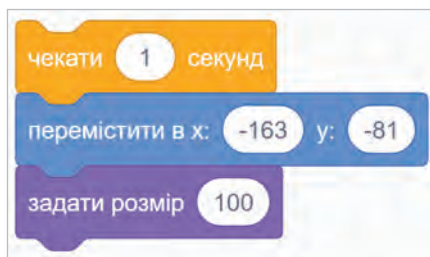 чекати 1 секунд
перемістити в x: -163 y: -81
задати розмір 100